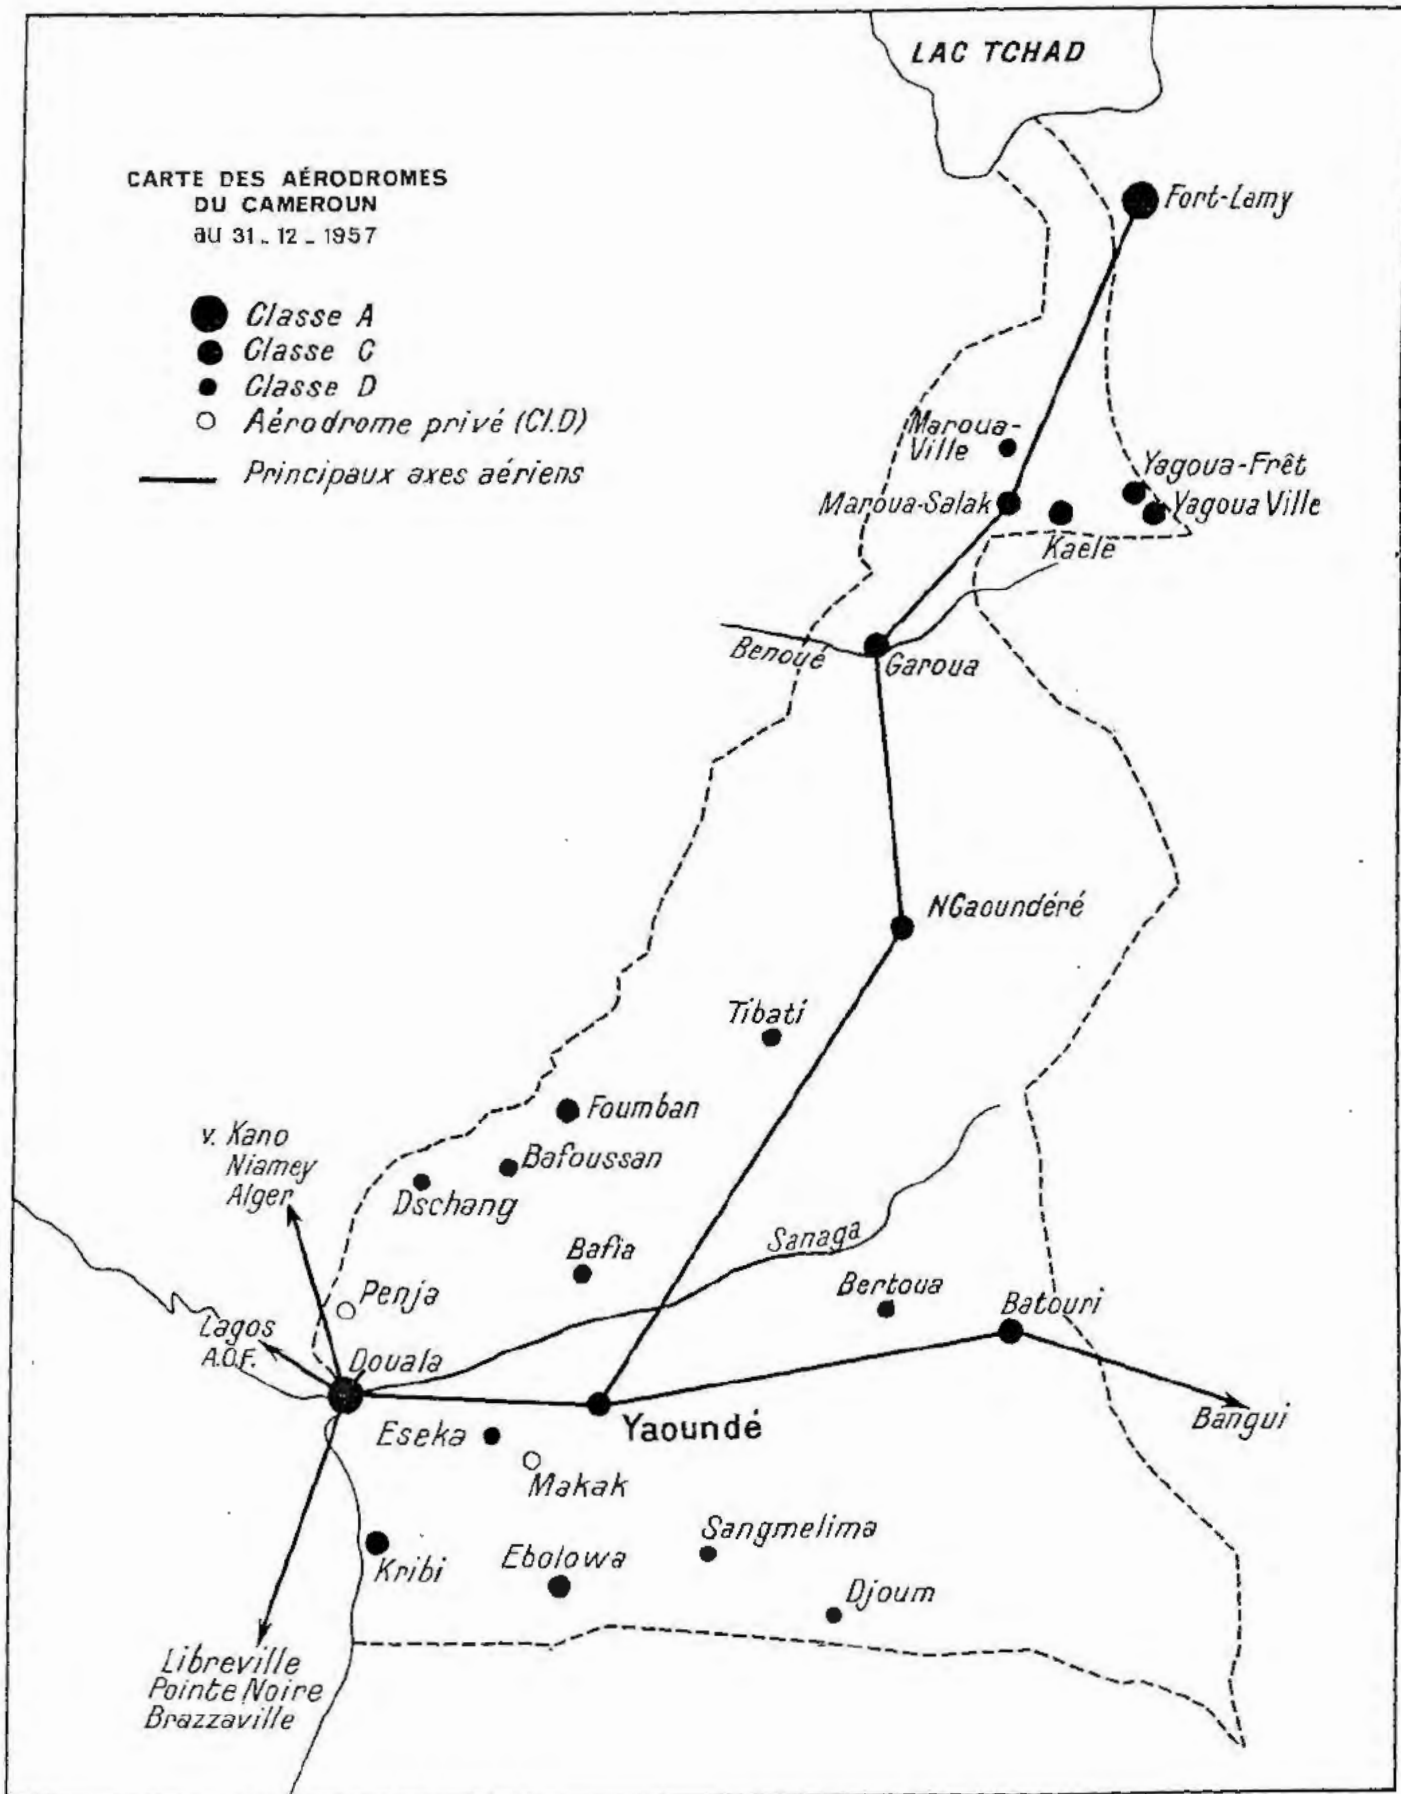 LAC TCHAD
CARTE DES AÉRODROMES
DU CAMEROUN
au 31_12_1957
Classe A
Classe C
Classe D
Aérodrome privé (Cl.D)
Principaux axes aériens
Fort-Lamy
Maroua-
Ville
Yagoua-Frêt
Maroua-Salak
Yagoua Ville
Kaele
Benoué
Garoua
NGaoundéré
Tibati
Foumban
v. Kano
Niamey
Alger
Bafoussan
Dschang
Sanaga
Bafia
Bertoua
Penja
Batouri
Lagos
A.O.F.
Douala
Yaoundé
Bangui
Eseka
Makak
Sangmelima
Kribi
Ebolowa
Djoum
Libreville
Pointe Noire
Brazzaville